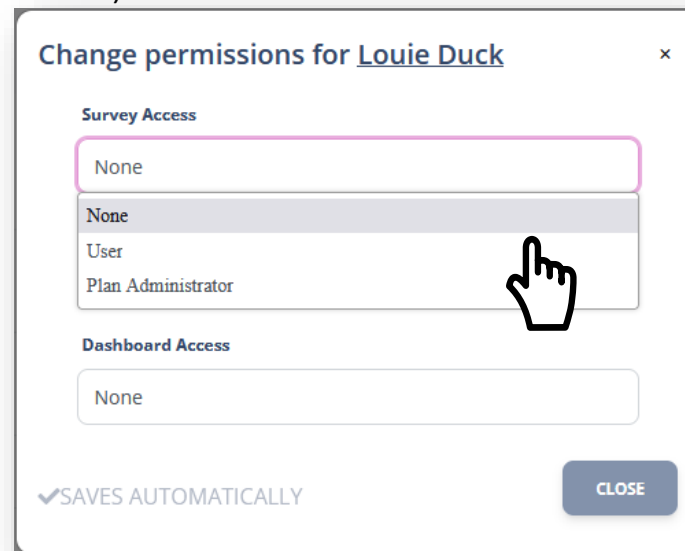 Change permissions for Louie Duck
×
Survey Access
None
None
User
Plan Administrator
Dashboard Access
None
SAVES AUTOMATICALLY
CLOSE